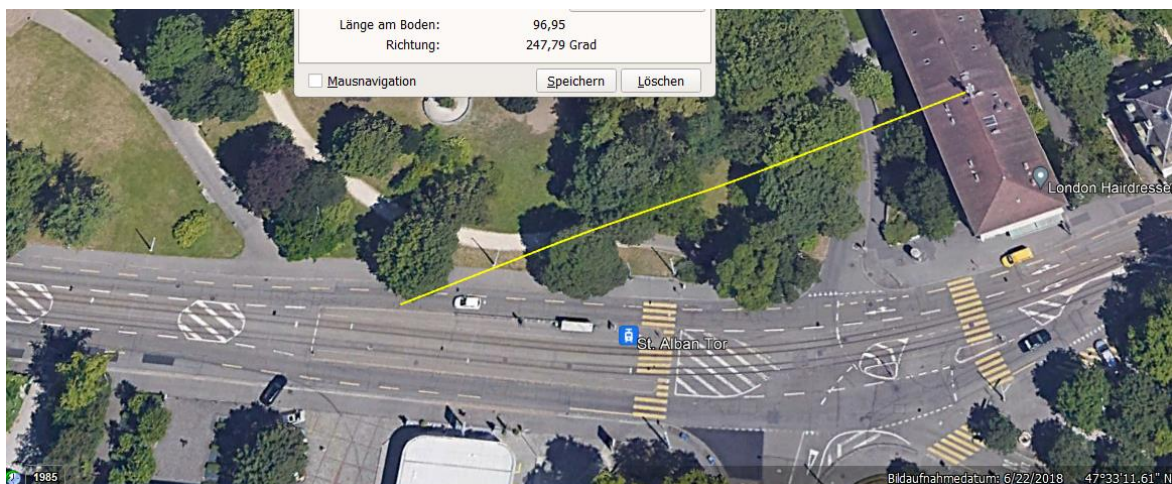 Länge am Boden: 96,95
Richtung: 247,79 Grad
Mausnavigation Speichern Löschen
London Hairdresse
St. Alban Tor
1985 Bildaufnahmedatum: 6/22/2018 47°33'11.61" N